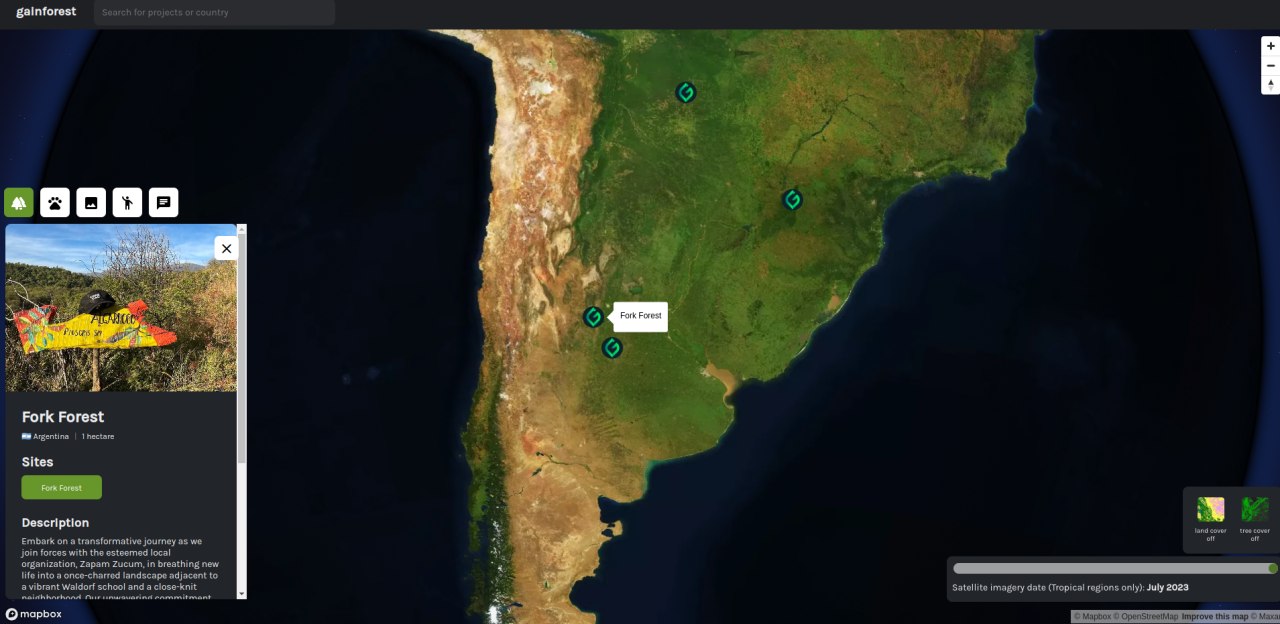 gainforest
Search for projects or country
Fork Forest
ALGARROBO
PROSOPIS SP
Fork Forest
Argentina | 1 hectare
Sites
Fork Forest
Description
Embark on a transformative journey as we
join forces with the esteemed local
organization, Zapam Zucum, in breathing new
life into a once-charred landscape adjacent to
a vibrant Waldorf school and a close-knit
neighborhood. Our unwavering commitment
land cover
off
tree cover
off
Satellite imagery date (Tropical regions only): July 2023
mapbox
© Mapbox © OpenStreetMap Improve this map © Maxar